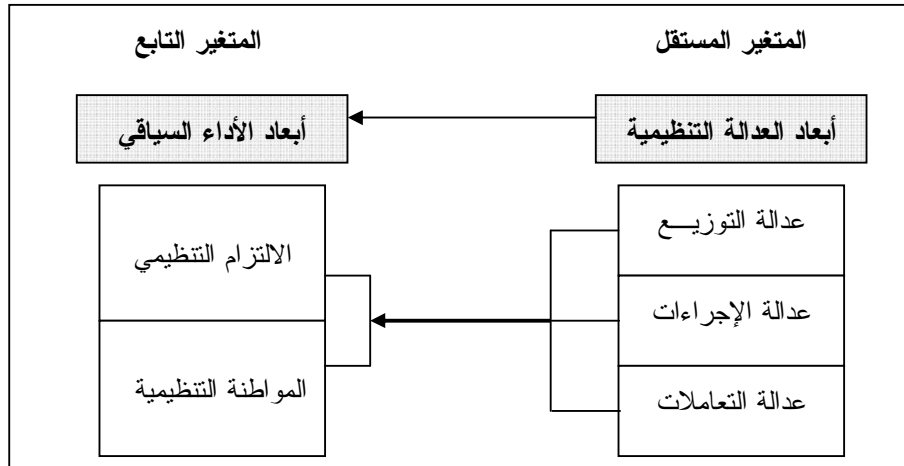 المتغير المستقل
المتغير التابع
أبعاد العدالة التنظيمية
أبعاد الأداء السياقي
عدالة التوزيـــع
عدالة الإجراءات
عدالة التعاملات
الالتزام التنظيمي
المواطنة التنظيمية